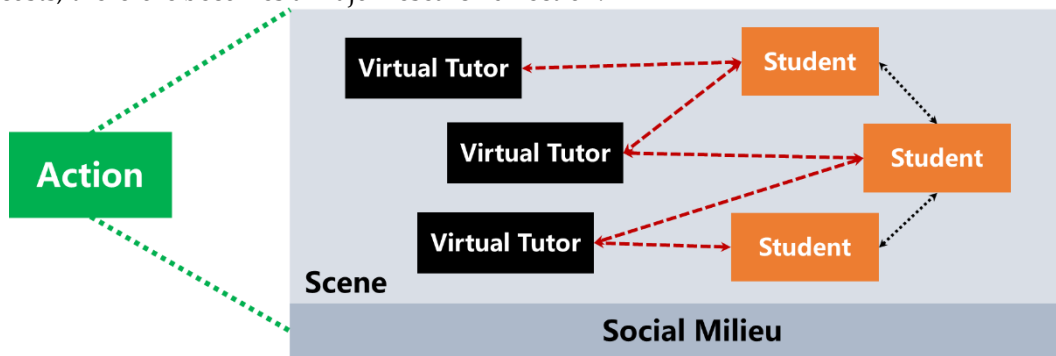 Virtual Tutor
Student
Virtual Tutor
Student
Action
Virtual Tutor
Student
Scene
Social Milieu